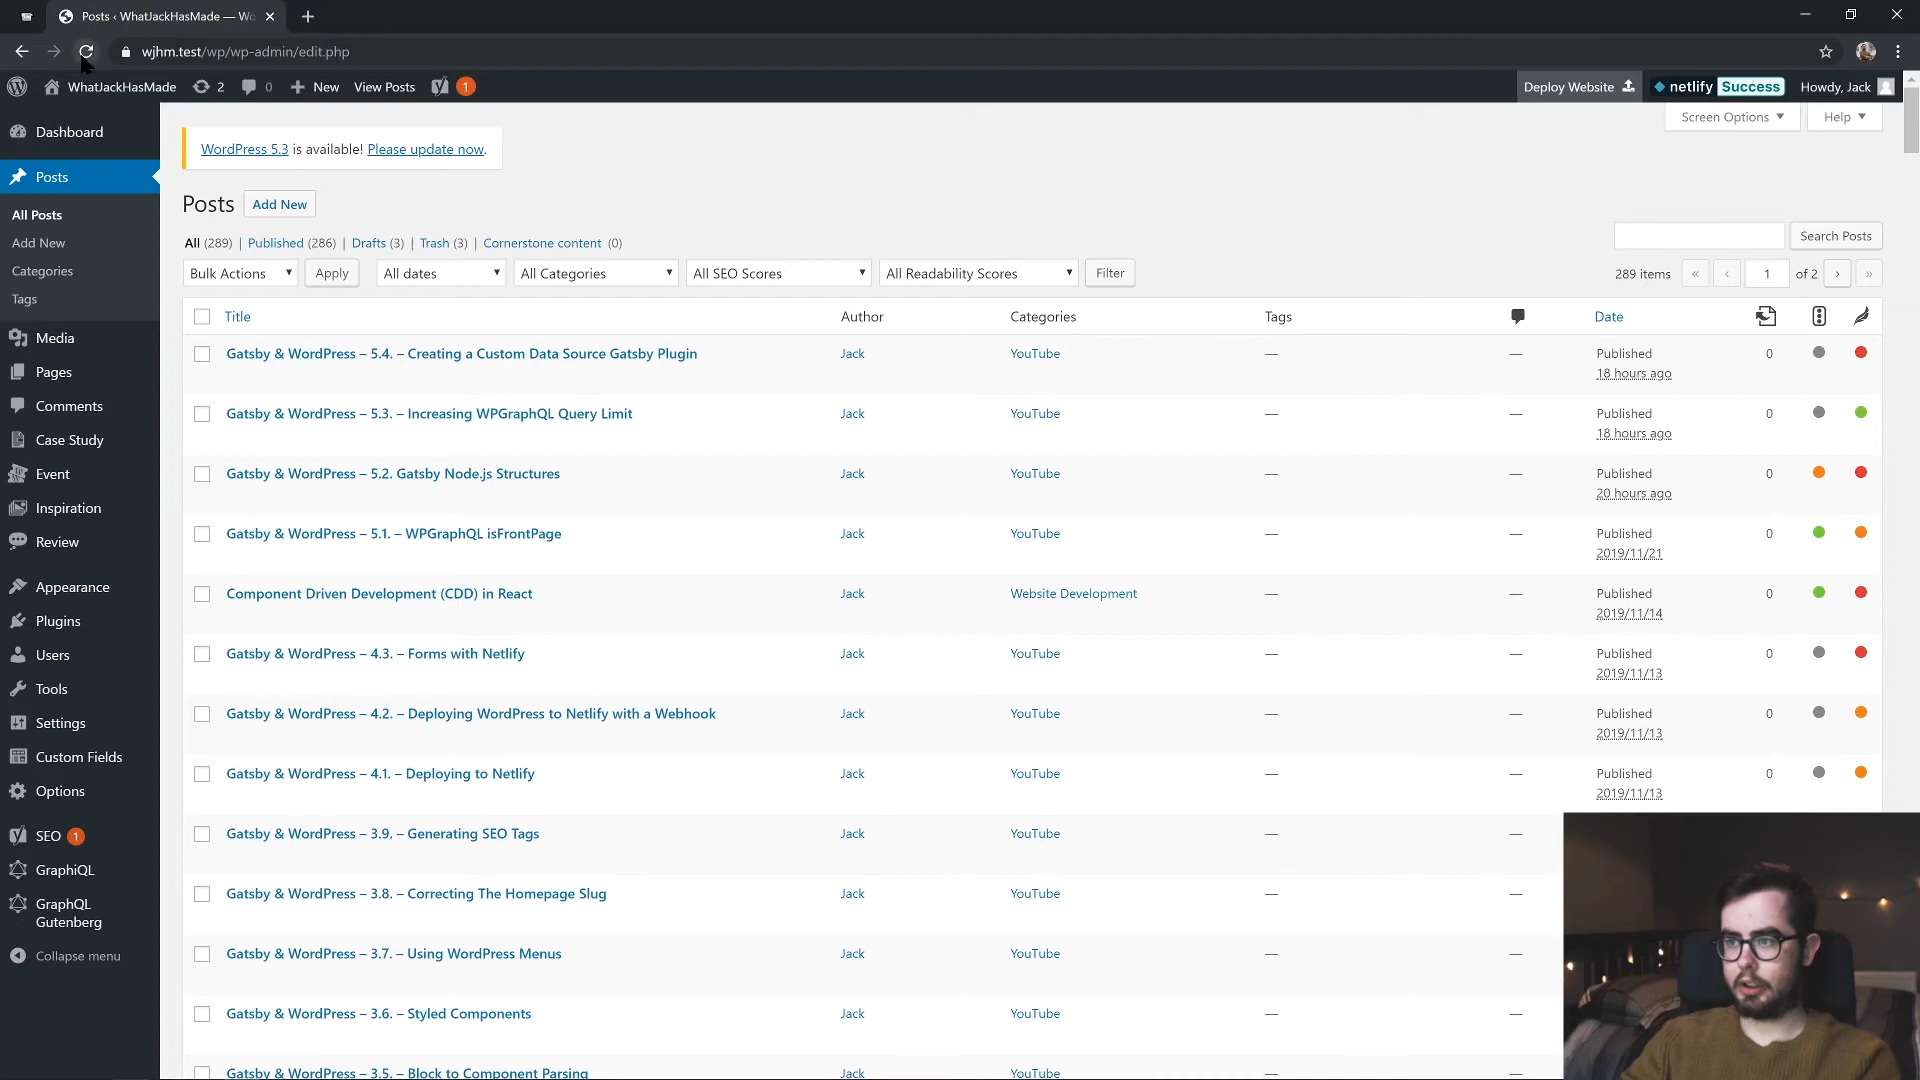 Posts ‹ WhatJackHasMade — Wo
wjhm.test/wp/wp-admin/edit.php
WhatJackHasMade 2 0 New View Posts 1 Deploy Website netlify Success Howdy, Jack
Screen Options Help
Dashboard
Posts
All Posts
Add New
Categories
Tags
Media
Pages
Comments
Case Study
Event
Inspiration
Review
Appearance
Plugins
Users
Tools
Settings
Custom Fields
Options
SEO 1
GraphiQL
GraphQL
Gutenberg
Collapse menu
WordPress 5.3 is available! Please update now.
Posts Add New
All (289) | Published (286) | Drafts (3) | Trash (3) | Cornerstone content (0)
Search Posts
Bulk Actions Apply All dates All Categories All SEO Scores All Readability Scores Filter
289 items « ‹ 1 of 2 › »
Title Author Categories Tags Date
Gatsby & WordPress – 5.4. – Creating a Custom Data Source Gatsby Plugin Jack YouTube — — Published 0
18 hours ago
Gatsby & WordPress – 5.3. – Increasing WPGraphQL Query Limit Jack YouTube — — Published 0
18 hours ago
Gatsby & WordPress – 5.2. Gatsby Node.js Structures Jack YouTube — — Published 0
20 hours ago
Gatsby & WordPress – 5.1. – WPGraphQL isFrontPage Jack YouTube — — Published 0
2019/11/21
Component Driven Development (CDD) in React Jack Website Development — — Published 0
2019/11/14
Gatsby & WordPress – 4.3. – Forms with Netlify Jack YouTube — — Published 0
2019/11/13
Gatsby & WordPress – 4.2. – Deploying WordPress to Netlify with a Webhook Jack YouTube — — Published 0
2019/11/13
Gatsby & WordPress – 4.1. – Deploying to Netlify Jack YouTube — — Published 0
2019/11/13
Gatsby & WordPress – 3.9. – Generating SEO Tags Jack YouTube — —
Gatsby & WordPress – 3.8. – Correcting The Homepage Slug Jack YouTube — —
Gatsby & WordPress – 3.7. – Using WordPress Menus Jack YouTube — —
Gatsby & WordPress – 3.6. – Styled Components Jack YouTube — —
Gatsby & WordPress – 3.5. – Block to Component Parsing Jack YouTube — —